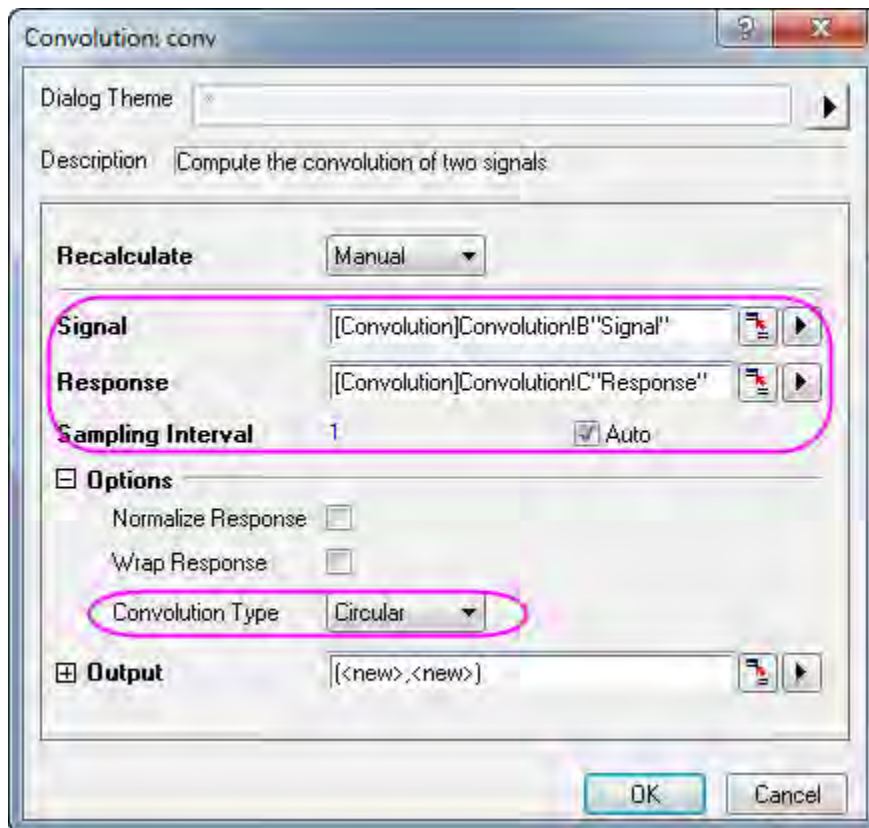 Convolution: conv
Dialog Theme *
Description Compute the convolution of two signals
Recalculate Manual
Signal [Convolution]Convolution!B"Signal"
Response [Convolution]Convolution!C"Response"
Sampling Interval 1 Auto
Options
Normalize Response
Wrap Response
Convolution Type Circular
Output (<new>,<new>)
OK Cancel